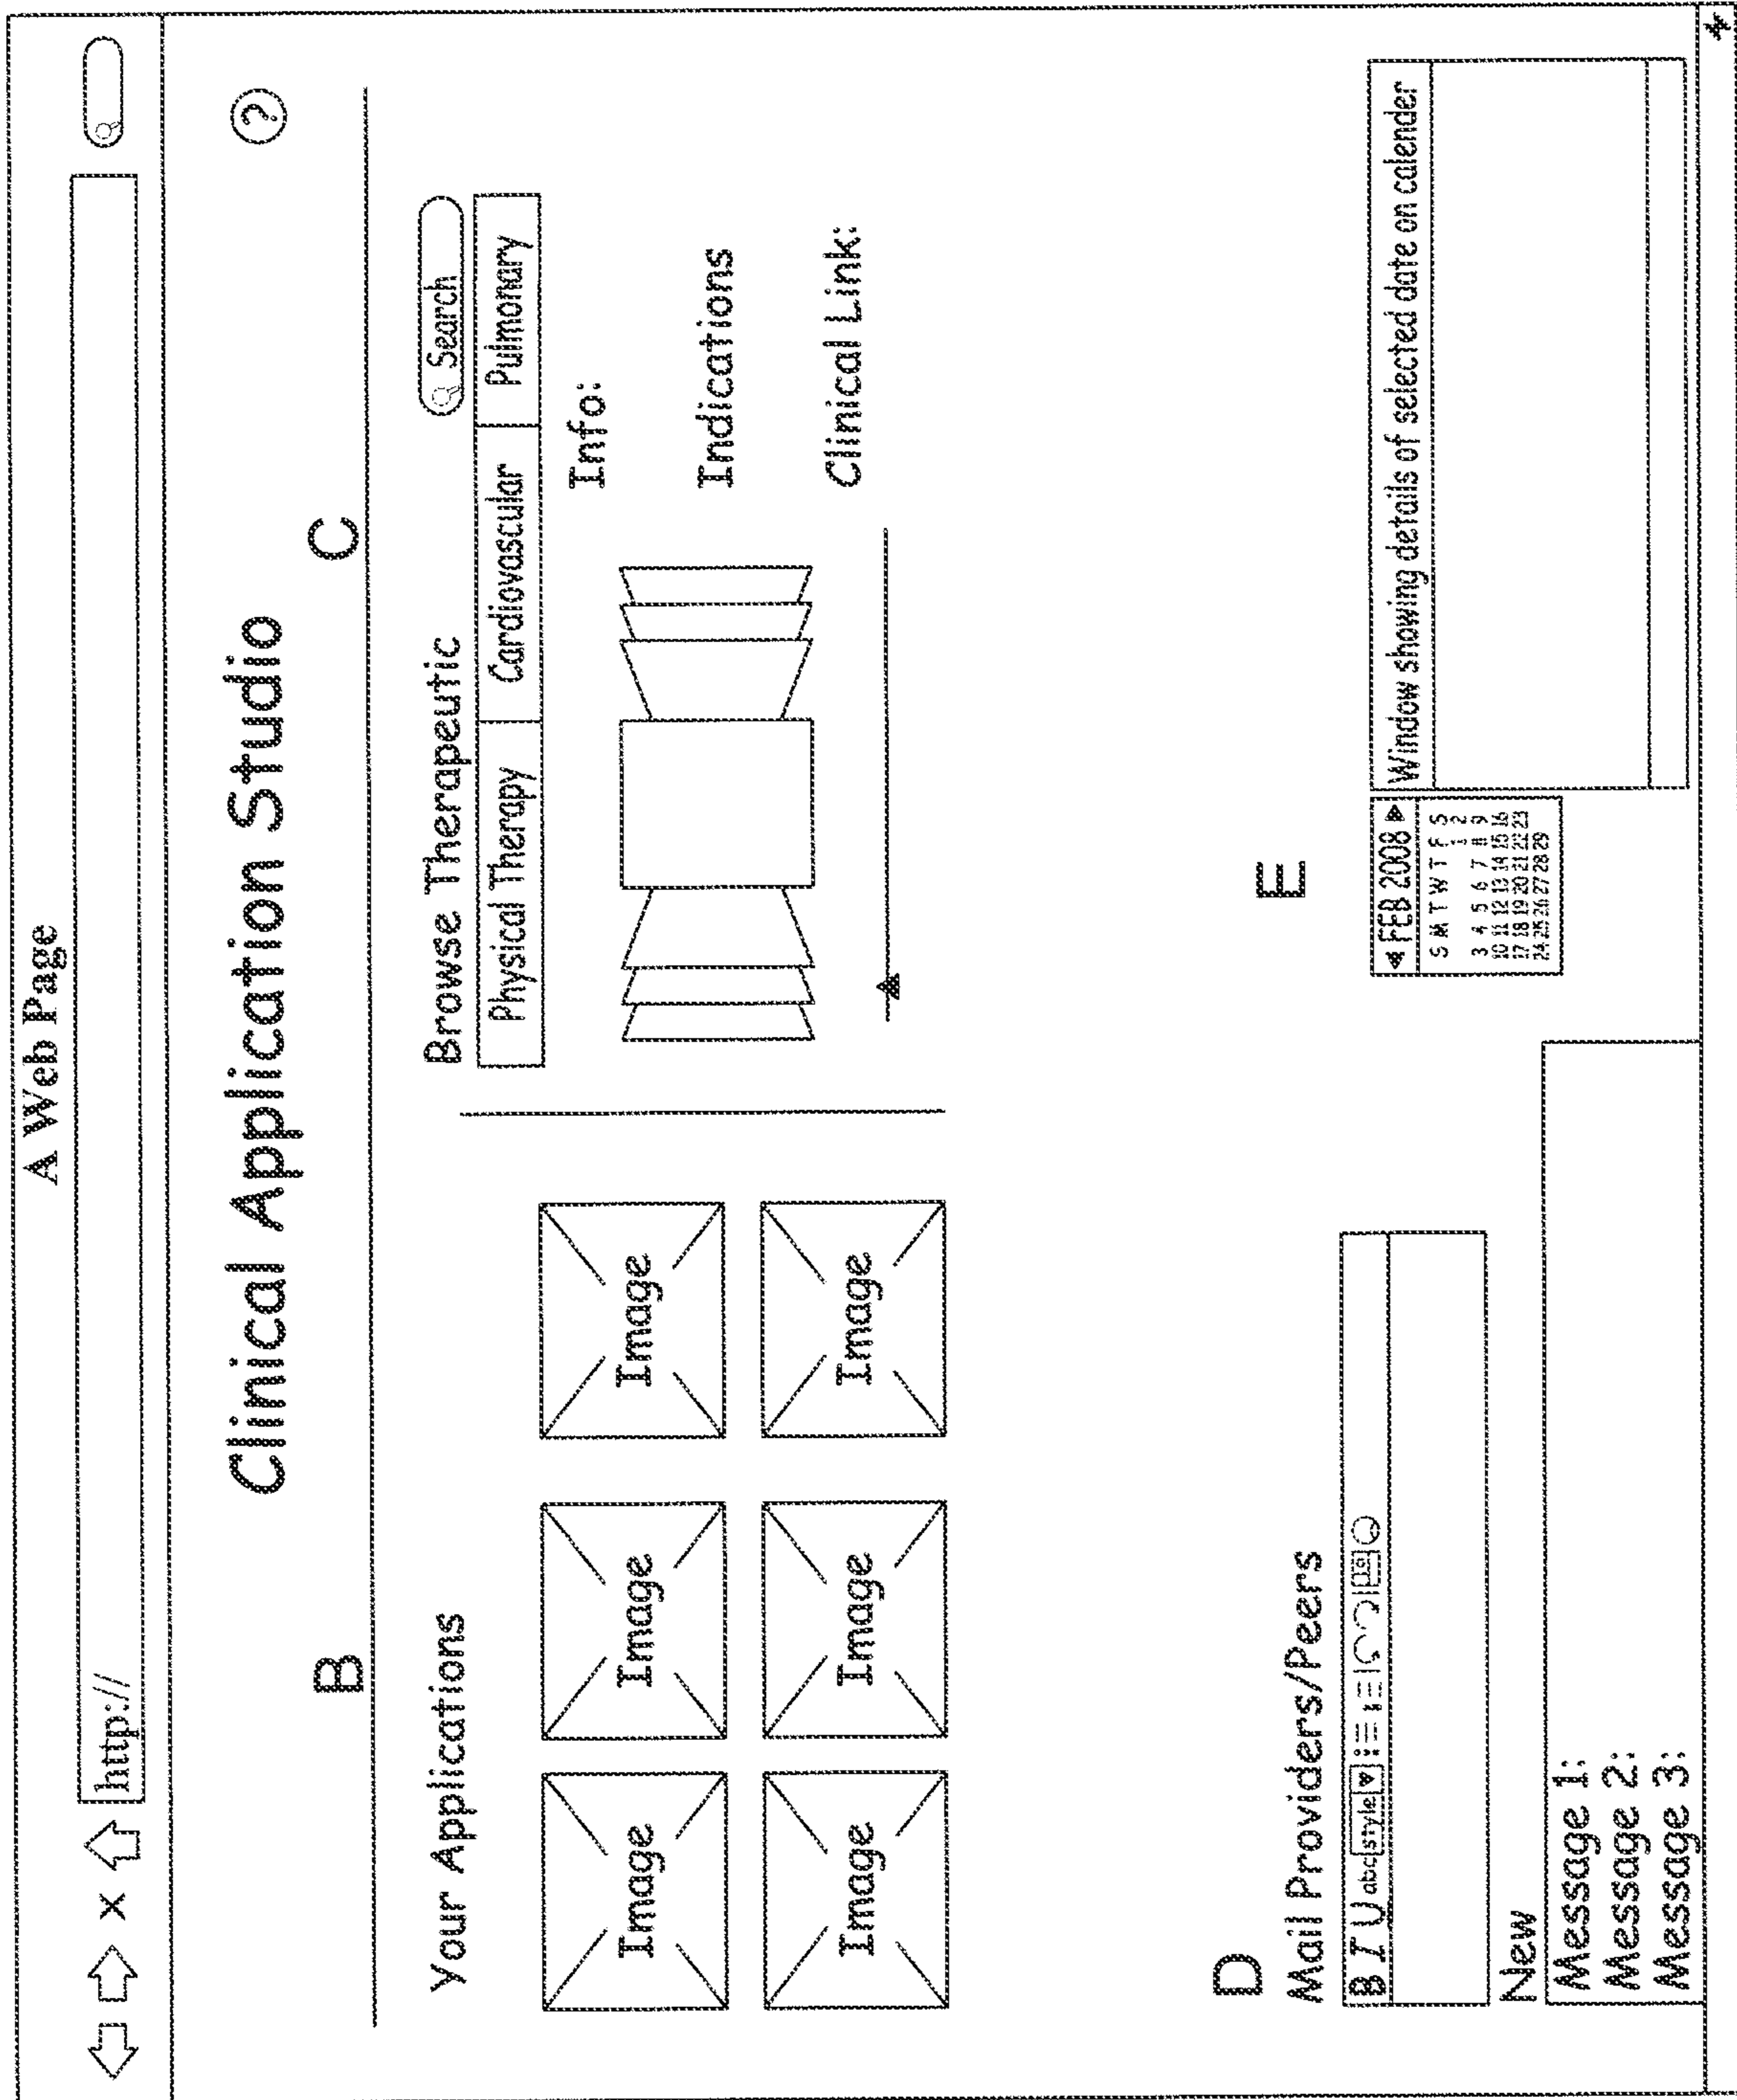 A Web Page
x http://
Clinical Application Studio
?
B
C
Your Applications
Image Image Image
Image Image Image
Browse Therapeutic
Search
Physical Therapy Cardiovascular Pulmonary
Info:
Indications
Clinical Link:
D
Mail Providers/Peers
B I U abc style
New
Message 1:
Message 2:
Message 3:
E
FEB 2008
S M T W T F S
1 2
3 4 5 6 7 8 9
10 11 12 13 14 15 16
17 18 19 20 21 22 23
24 25 26 27 28 29
Window showing details of selected date on calender